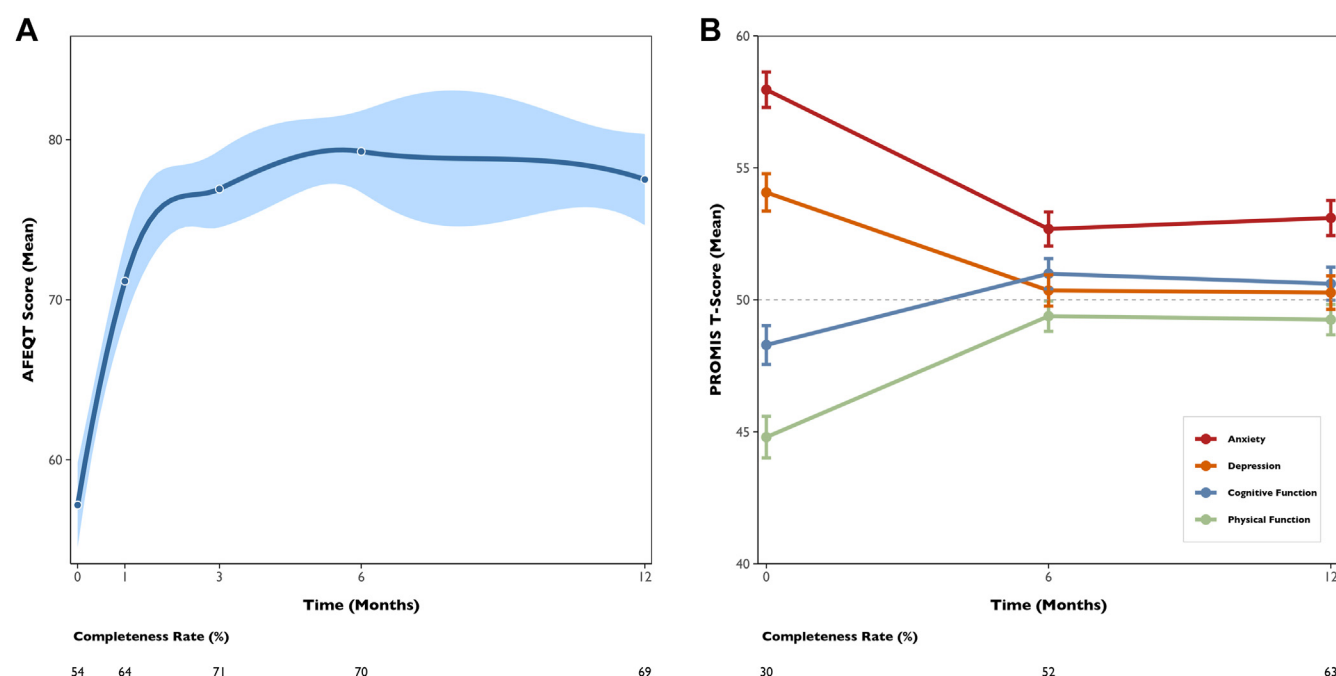 A
AFEQT Score (Mean)
80
70
60
0 1 3 6 12
Time (Months)
Completeness Rate (%)
54 64 71 70 69
B
PROMIS T-Score (Mean)
60
55
50
45
40
Anxiety
Depression
Cognitive Function
Physical Function
0 6 12
Time (Months)
Completeness Rate (%)
30 52 63